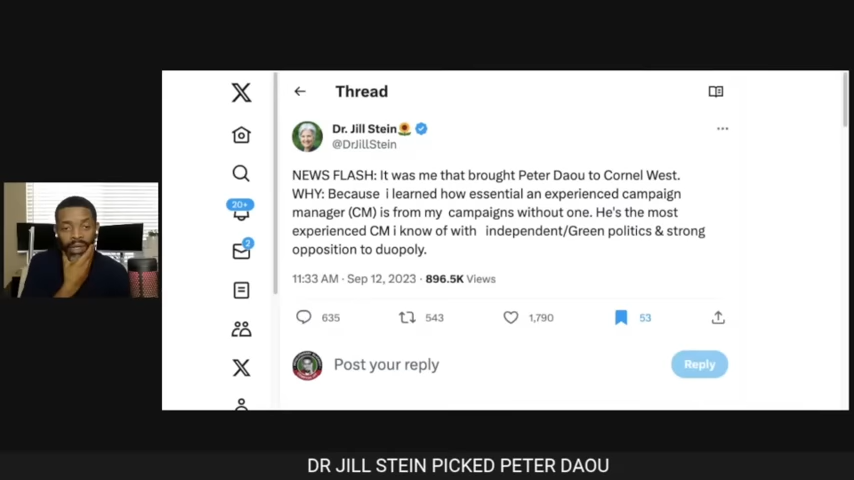 Thread
Dr. Jill Stein🌻
@DrJillStein
NEWS FLASH: It was me that brought Peter Daou to Cornel West.
WHY: Because i learned how essential an experienced campaign
manager (CM) is from my campaigns without one. He's the most
experienced CM i know of with independent/Green politics & strong
opposition to duopoly.
11:33 AM · Sep 12, 2023 · 896.5K Views
20+
2
635 543 1,790 53
Post your reply
Reply
DR JILL STEIN PICKED PETER DAOU